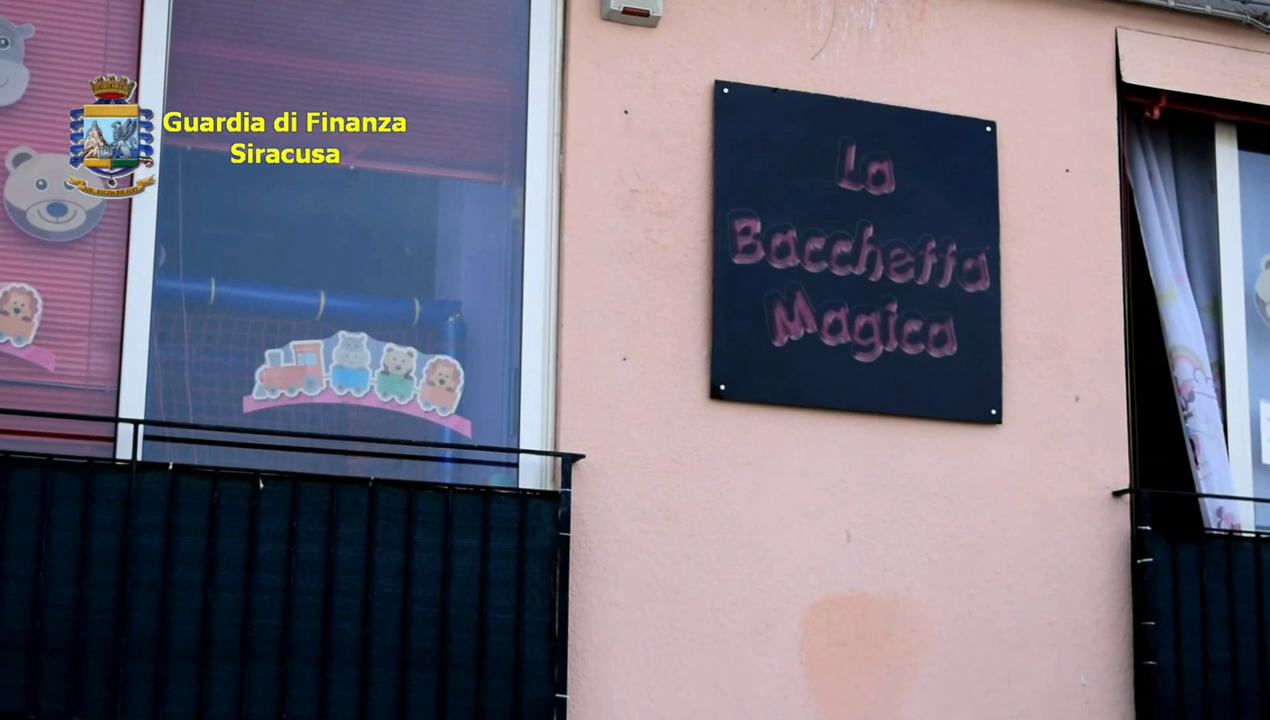 Guardia di Finanza
Siracusa
La
Bacchetta
Magica